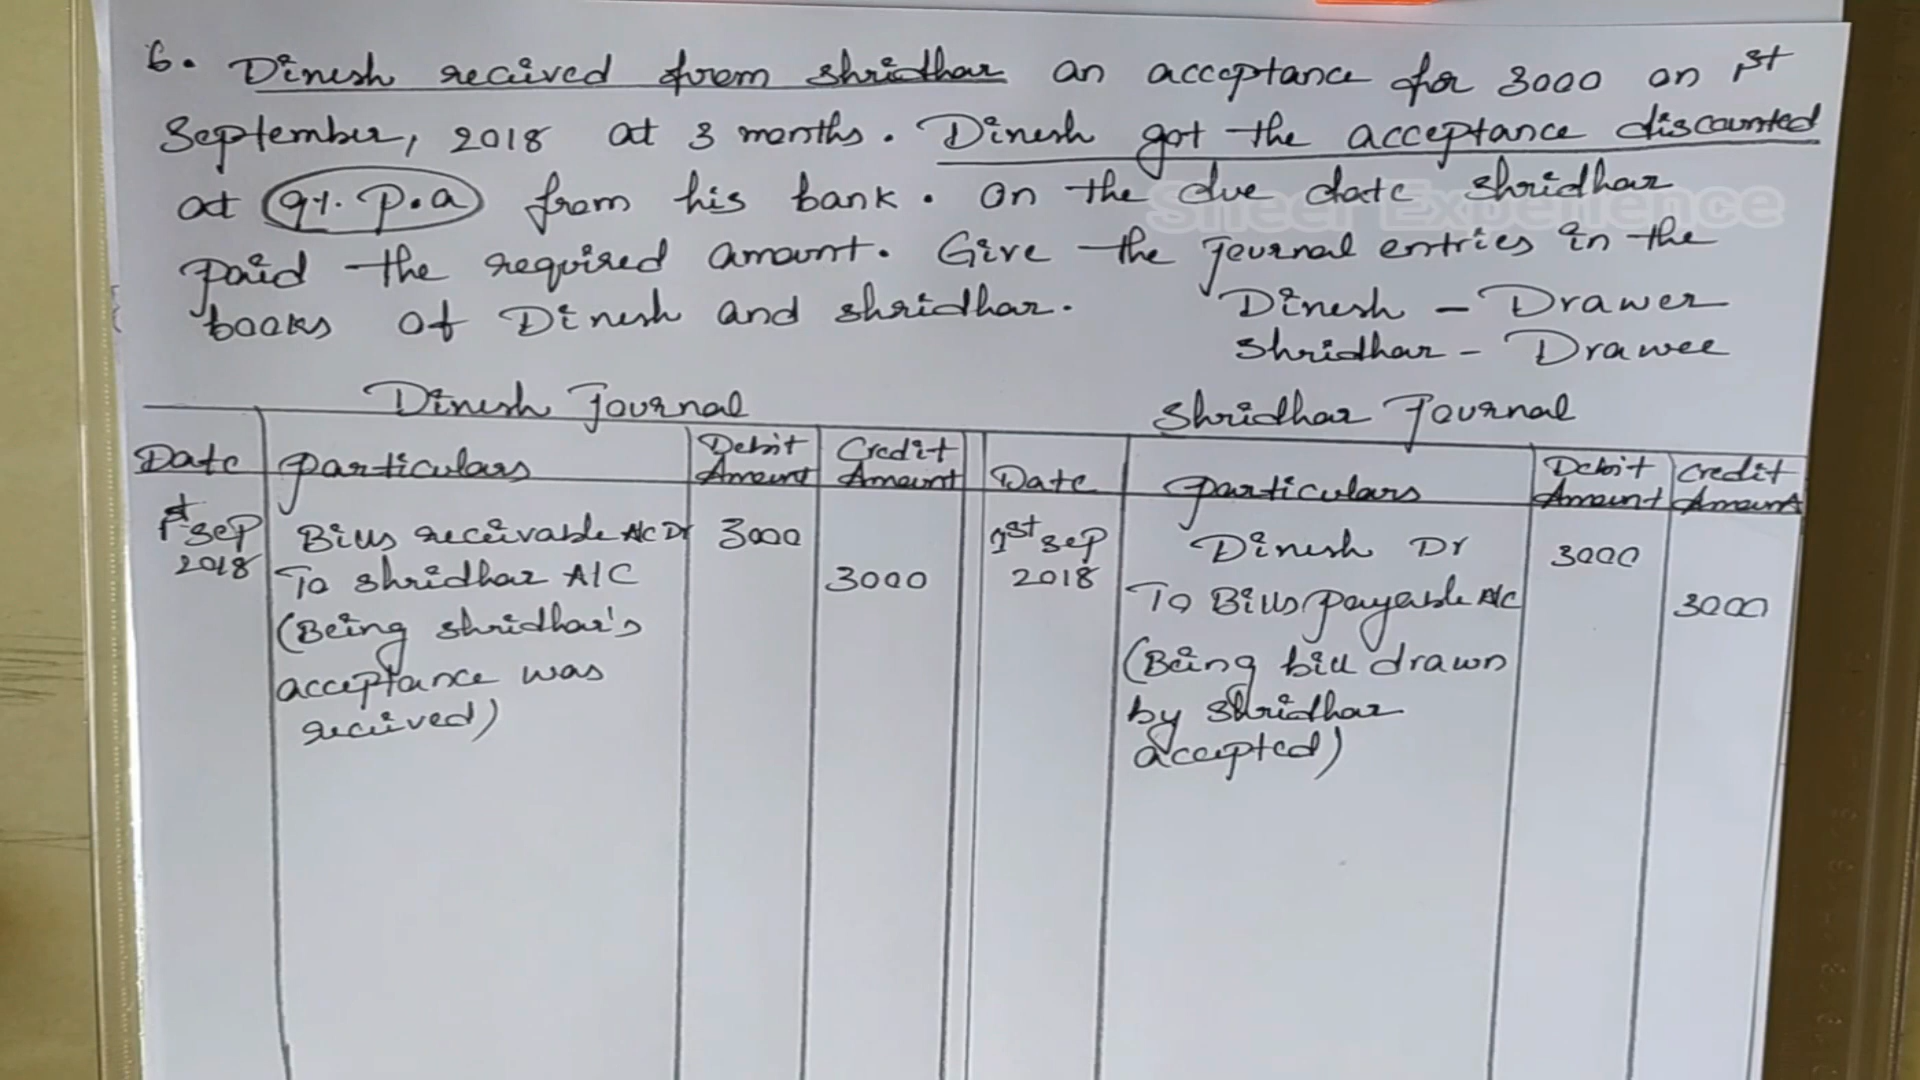 6. Dinesh recived from Shridhar an acceptance for 3000 on 1st
September, 2018 at 3 months. Dinesh got the acceptance discounted
at 9%. p.a from his bank. On the due date Shridhar
Sheer Experience
paid the required amount. Give the Journal entries in the
books of Dinesh and Shridhar.
Dinesh - Drawer
Shridhar - Drawee
Dinesh Journal
Shridhar Journal
Date Particulars Debit Amount Credit Amount
Date Particulars Debit Amount Credit Amount
1st Sep 2018 Bills receivable A/C Dr 3000
To Shridhar A/C 3000
(Being Shridhar's
acceptance was
received)
1st Sep 2018 Dinesh Dr 3000
To Bills payable A/c 3000
(Being bill drawn
by Shridhar
accepted)